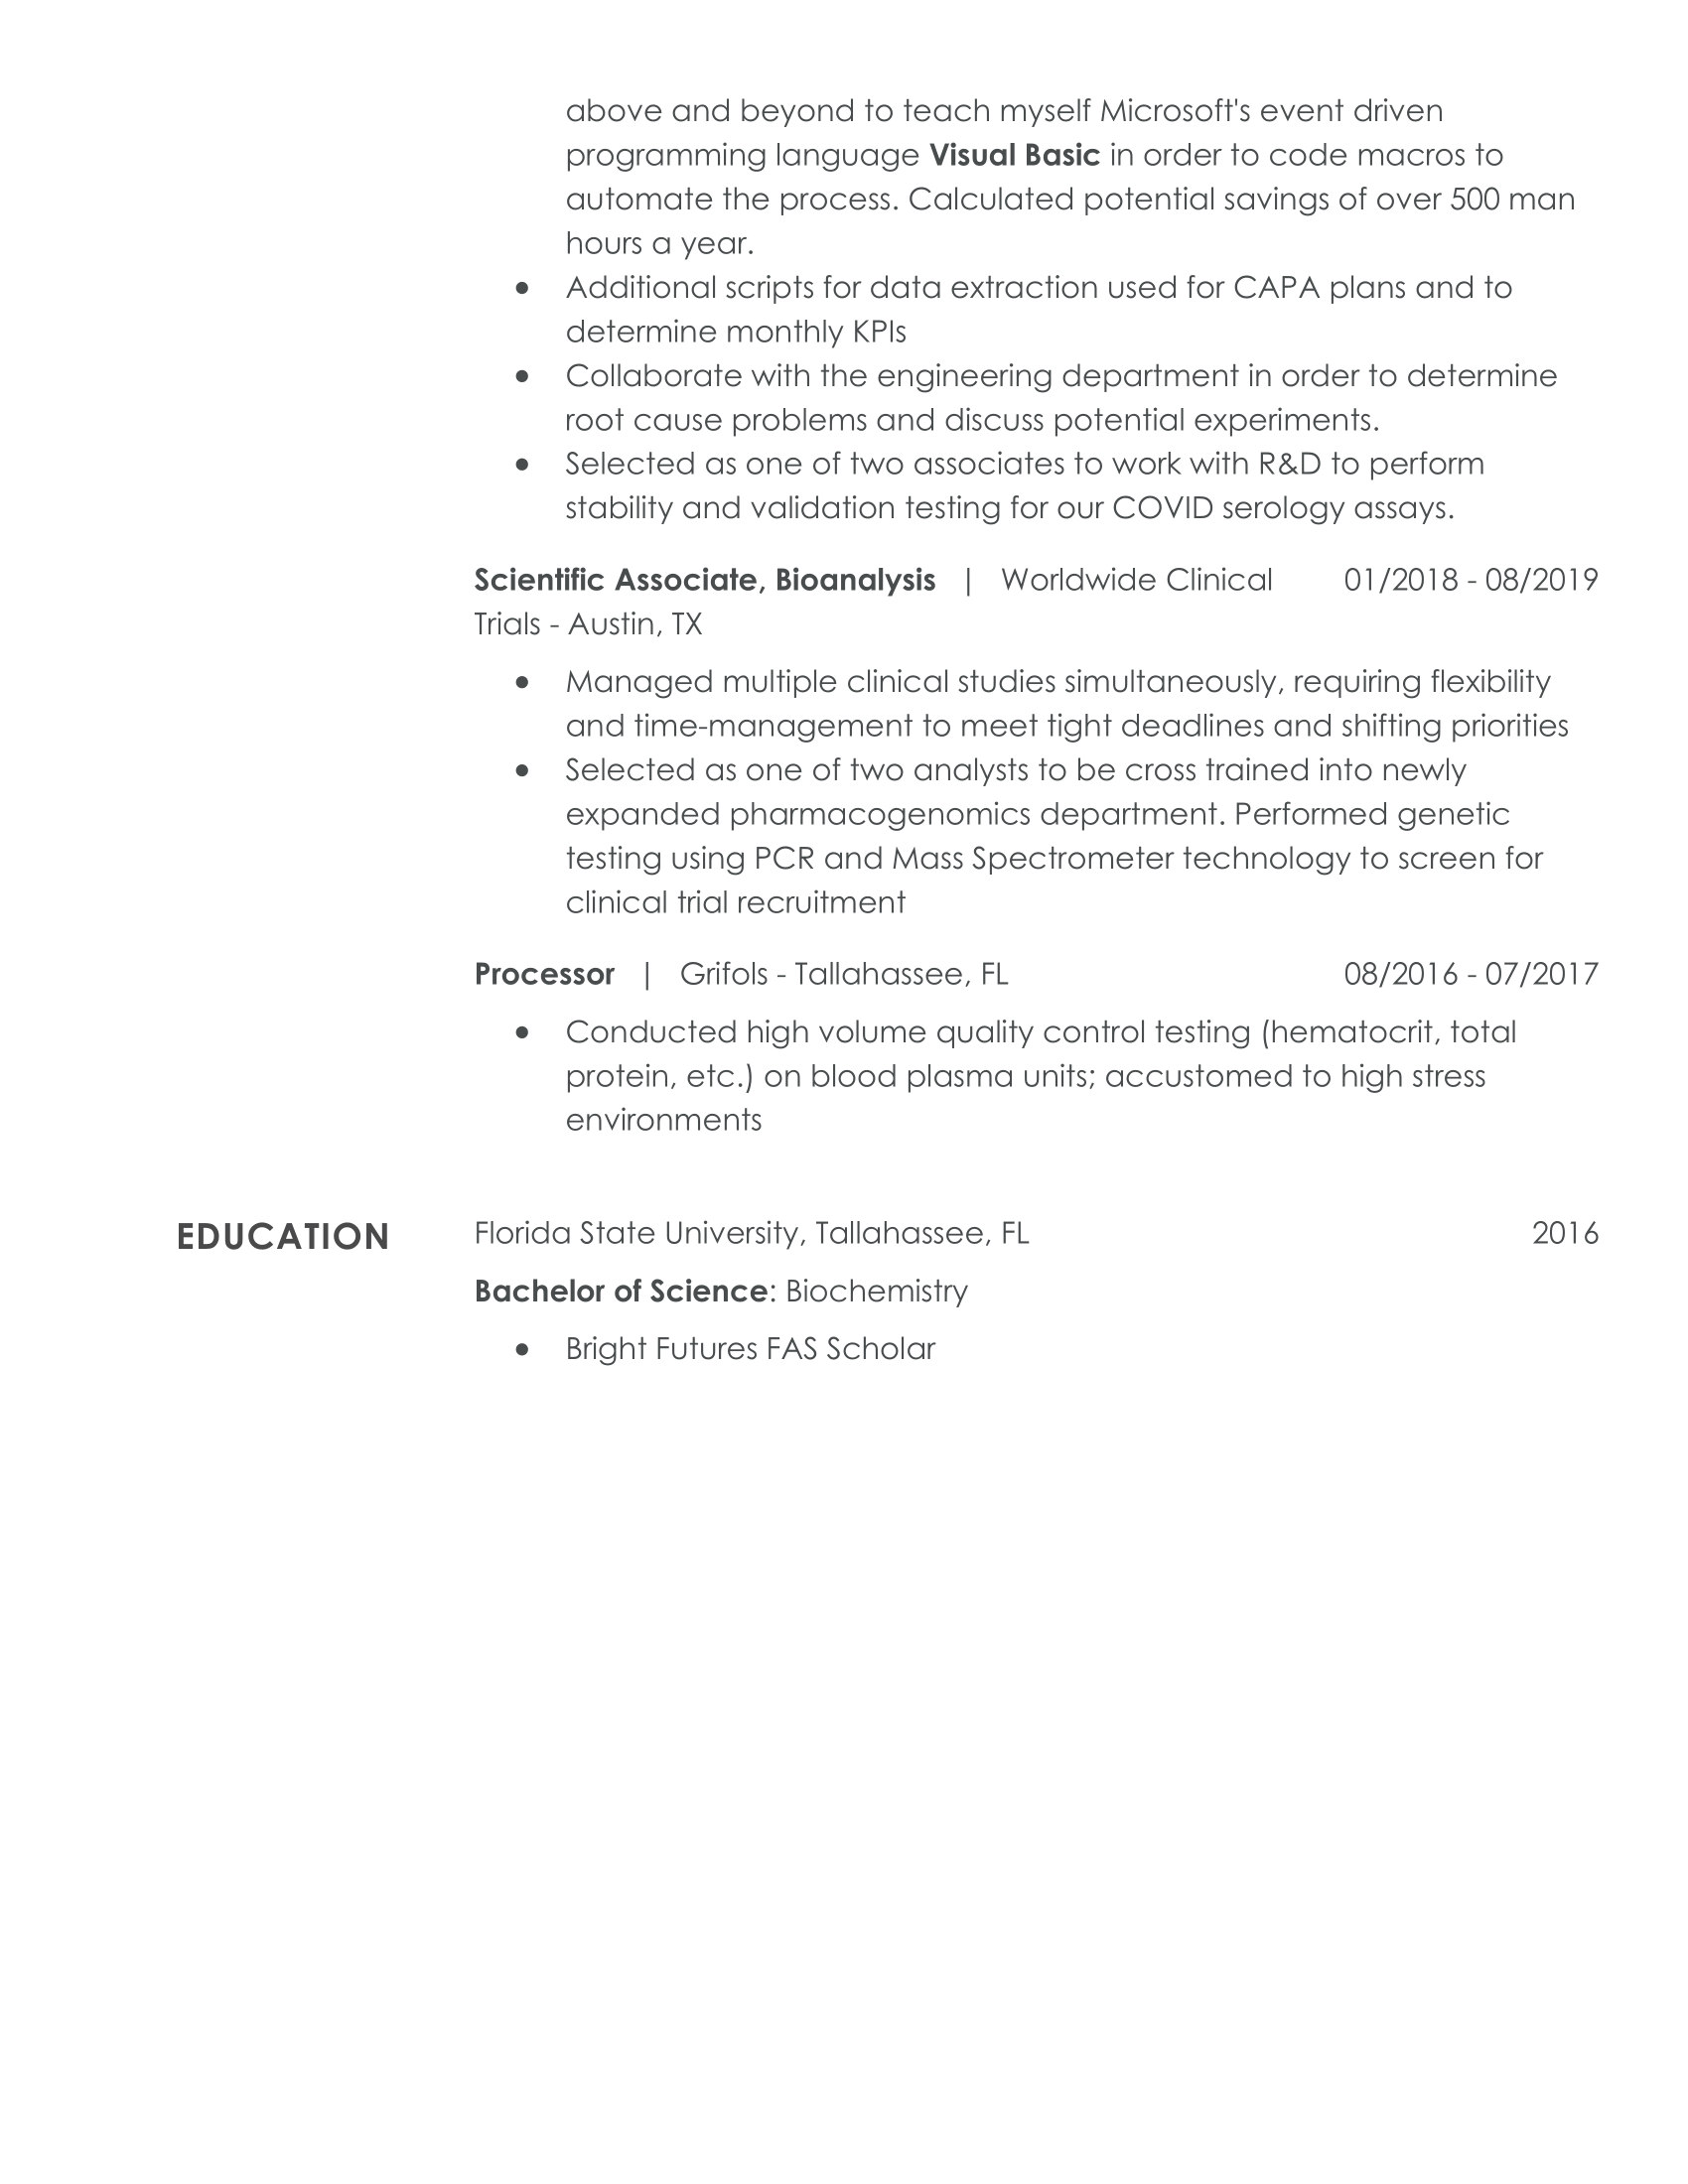 above and beyond to teach myself Microsoft's event driven
programming language Visual Basic in order to code macros to
automate the process. Calculated potential savings of over 500 man
hours a year.
• Additional scripts for data extraction used for CAPA plans and to
determine monthly KPIs
• Collaborate with the engineering department in order to determine
root cause problems and discuss potential experiments.
• Selected as one of two associates to work with R&D to perform
stability and validation testing for our COVID serology assays.
Scientific Associate, Bioanalysis | Worldwide Clinical 01/2018 - 08/2019
Trials - Austin, TX
• Managed multiple clinical studies simultaneously, requiring flexibility
and time-management to meet tight deadlines and shifting priorities
• Selected as one of two analysts to be cross trained into newly
expanded pharmacogenomics department. Performed genetic
testing using PCR and Mass Spectrometer technology to screen for
clinical trial recruitment
Processor | Grifols - Tallahassee, FL 08/2016 - 07/2017
• Conducted high volume quality control testing (hematocrit, total
protein, etc.) on blood plasma units; accustomed to high stress
environments
EDUCATION Florida State University, Tallahassee, FL 2016
Bachelor of Science: Biochemistry
• Bright Futures FAS Scholar